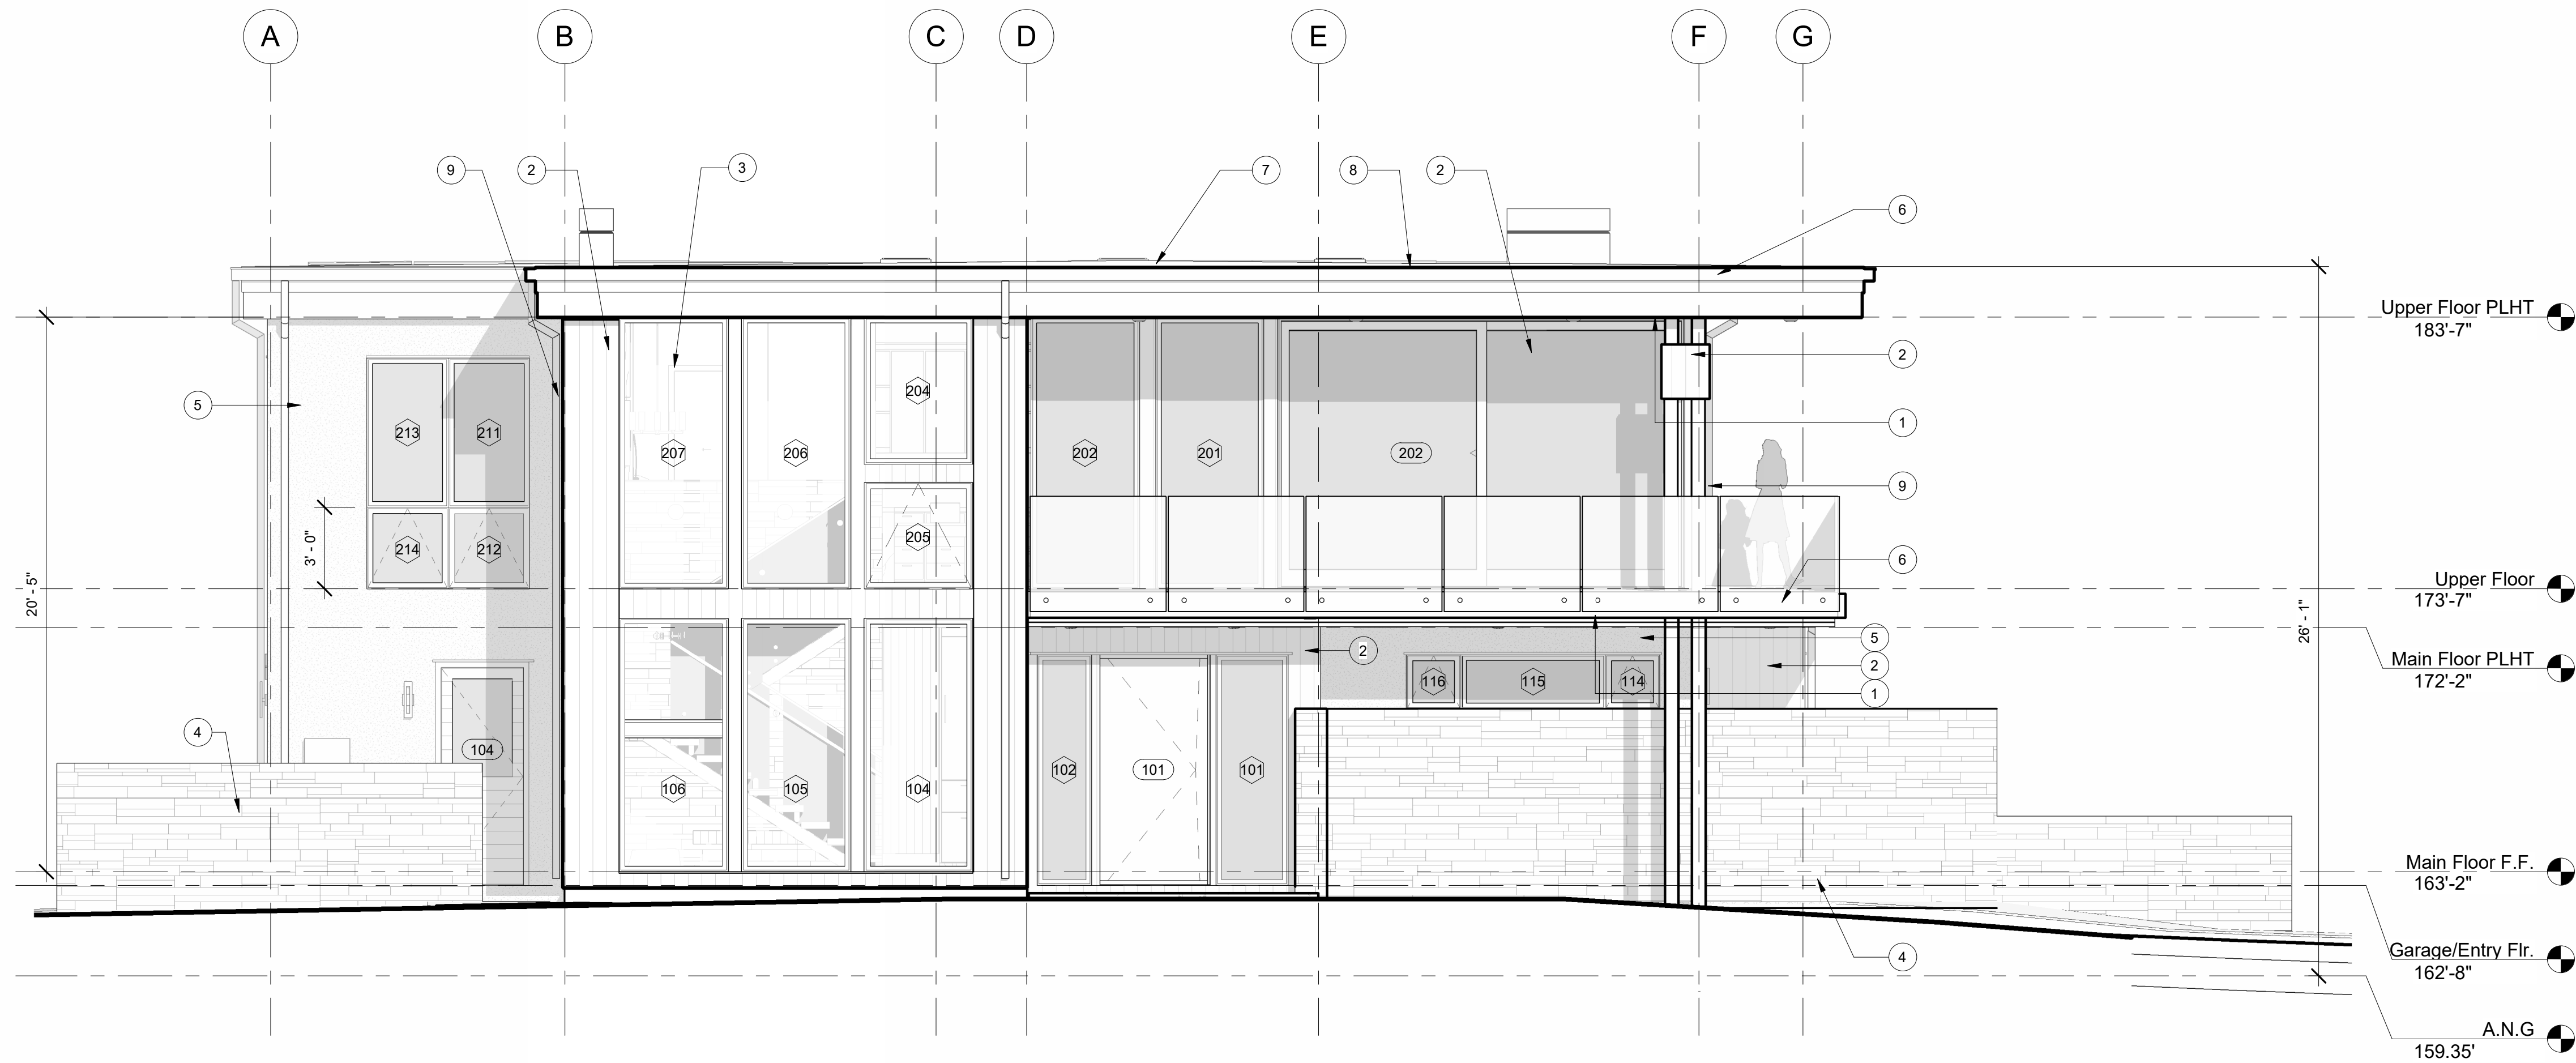 A B C D E F G
9 2 3 7 8 2
6
Upper Floor PLHT
183'-7"
2
204
5
1
213 211
207 206 202 201 202
9
3' - 0"
205
214 212
6
20' - 5"
Upper Floor
173'-7"
26' - 1"
5
2
2
Main Floor PLHT
172'-2"
116 115 114
1
4
104
102 101 101
106 105 104
Main Floor F.F.
163'-2"
4
Garage/Entry Flr.
162'-8"
A.N.G
159.35'